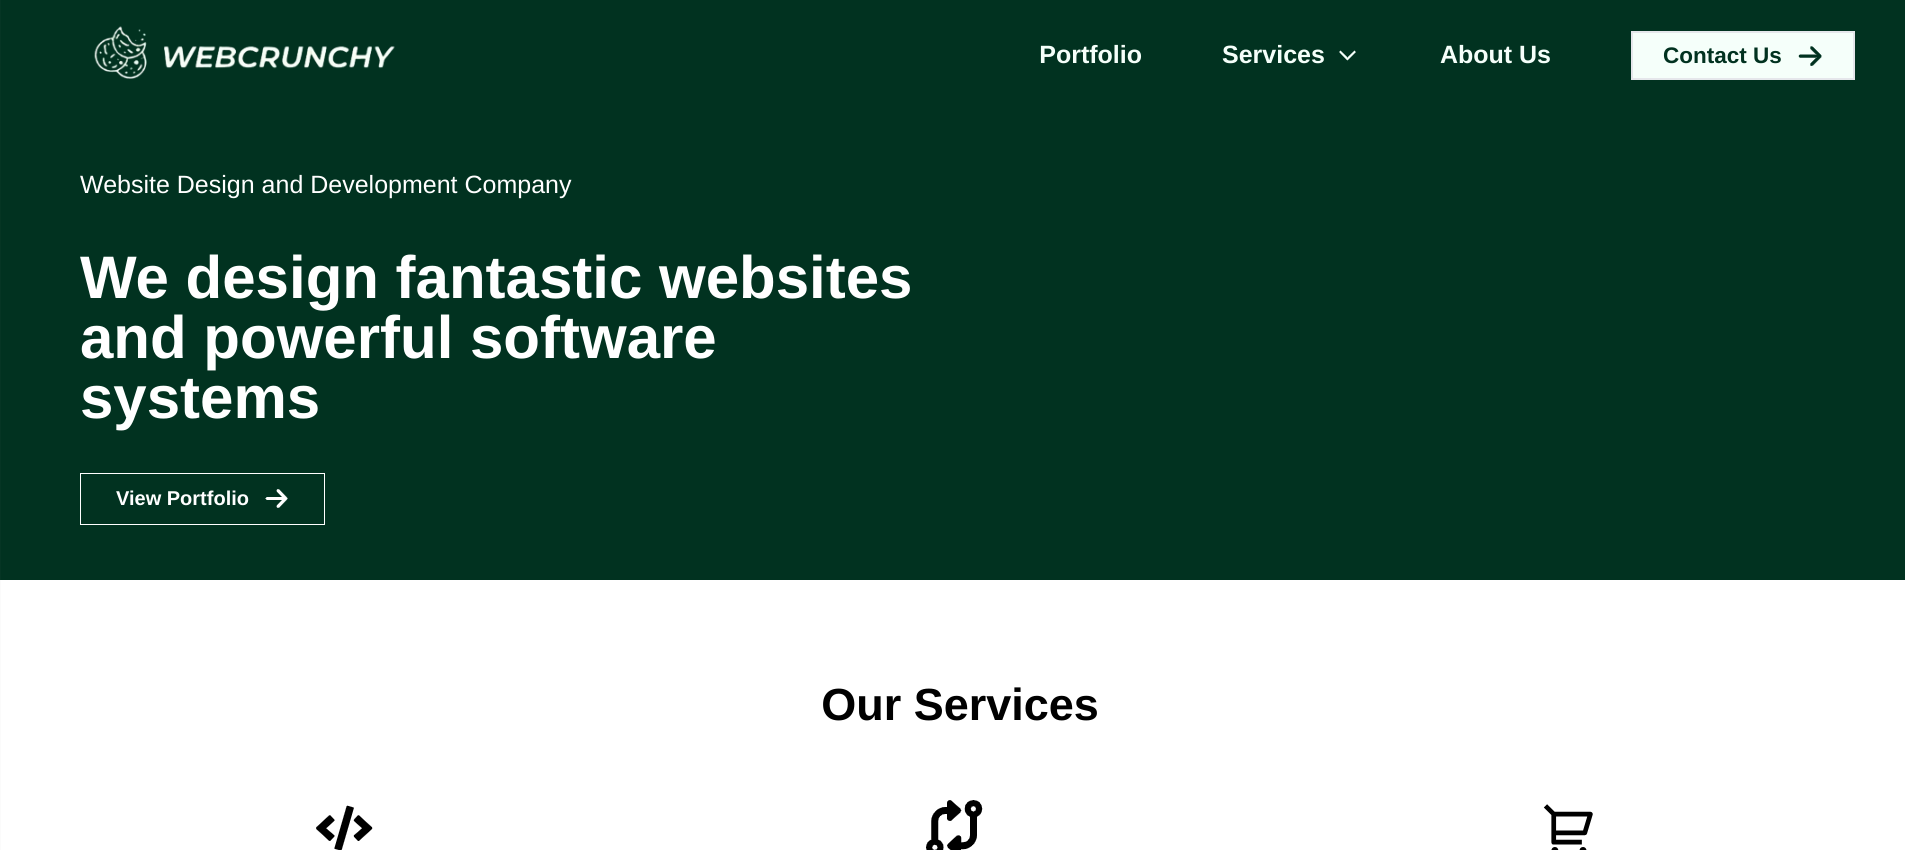 WEBCRUNCHY
Portfolio
Services
About Us
Contact Us
Website Design and Development Company
We design fantastic websites
and powerful software
systems
View Portfolio
Our Services